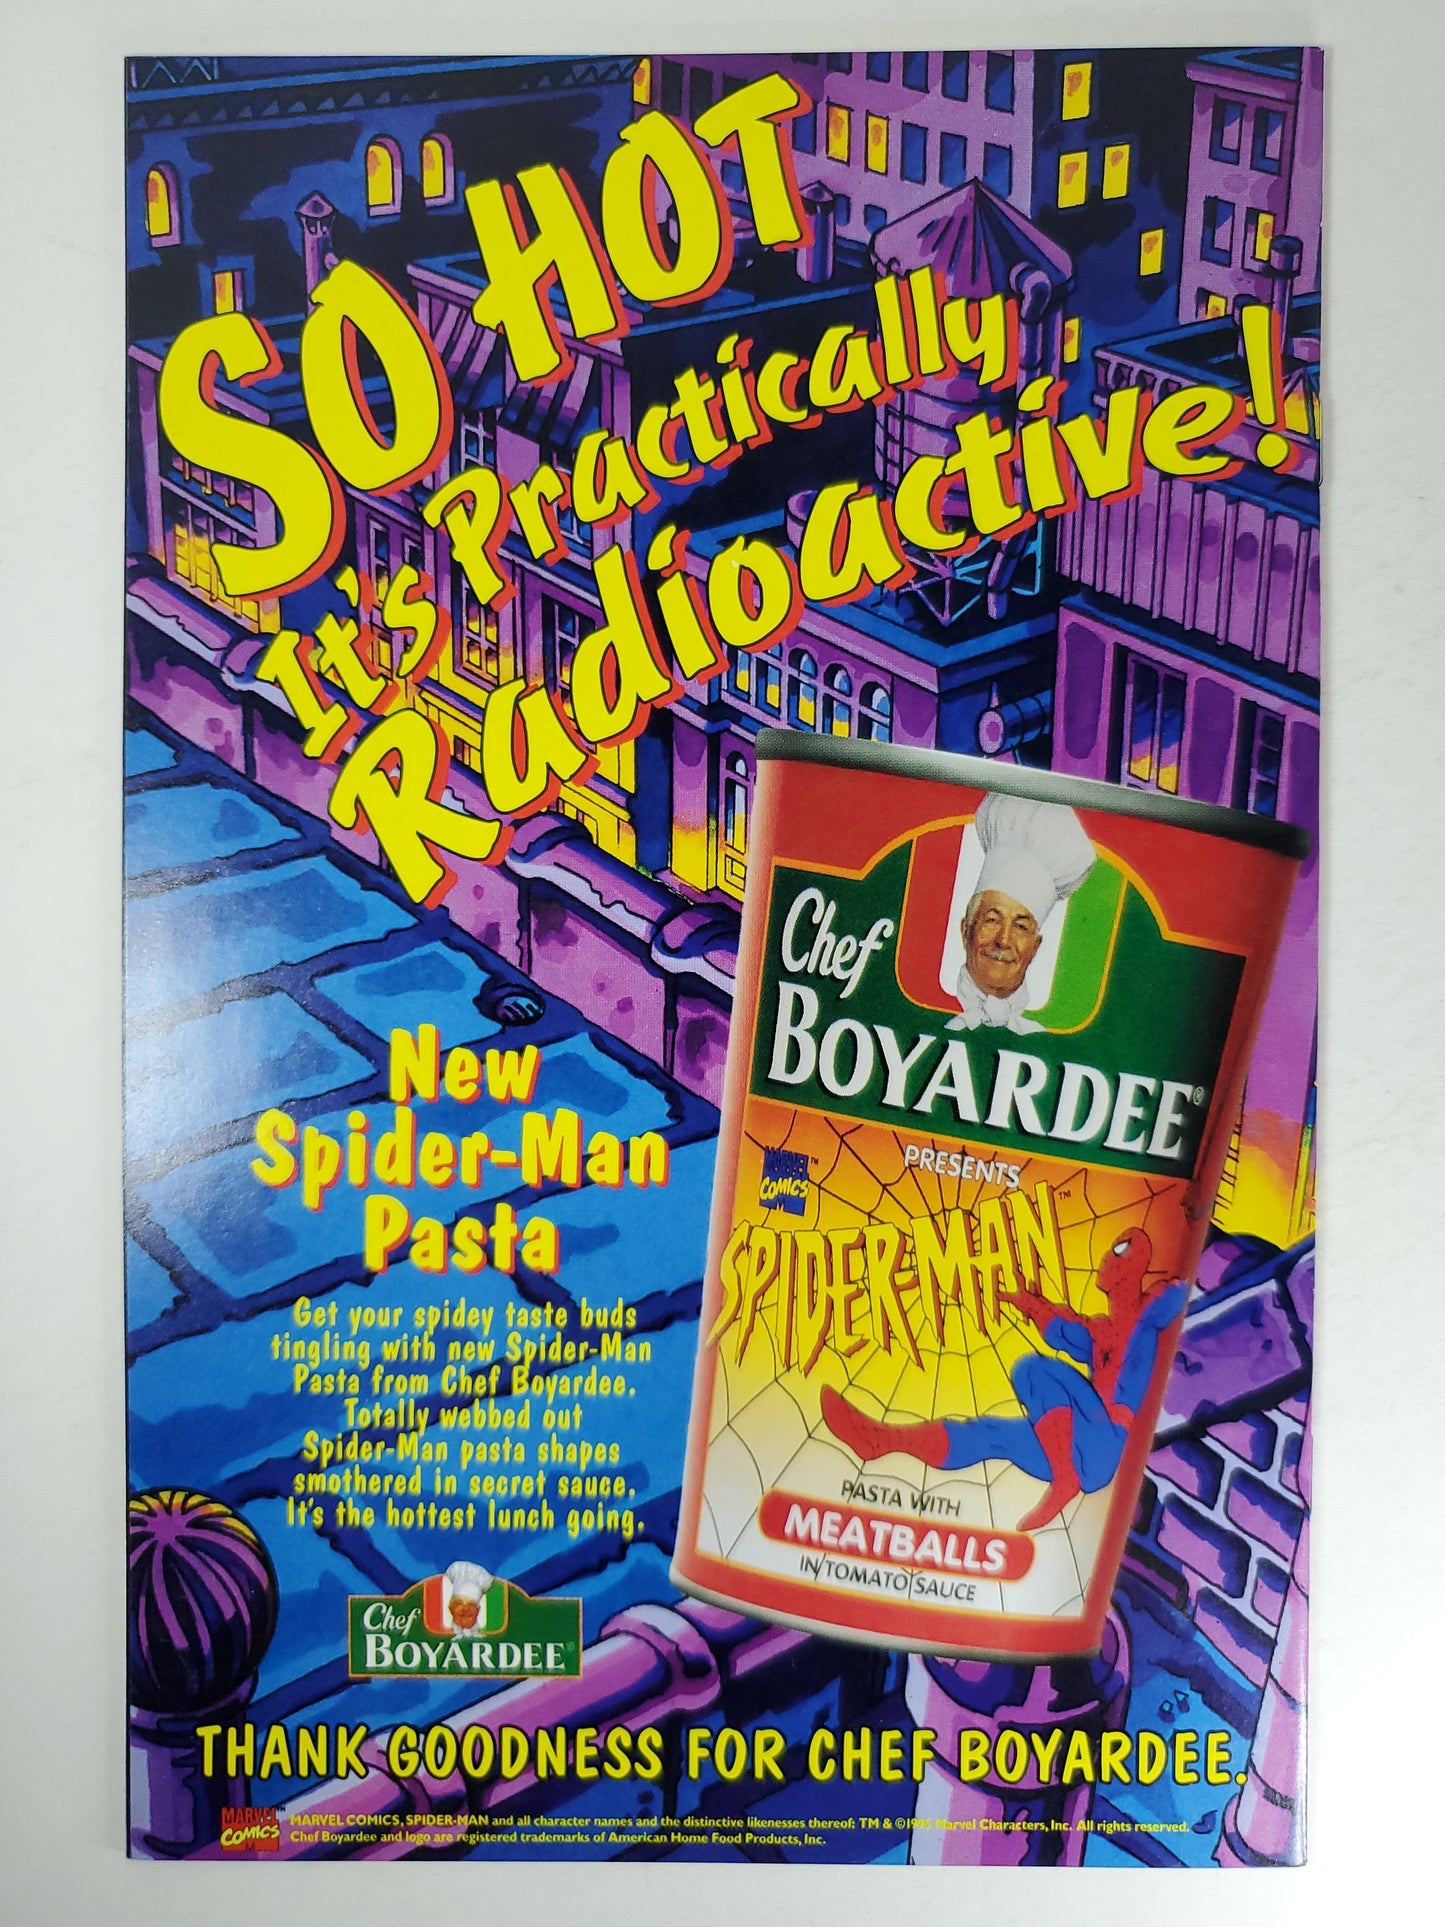 SO HOT
It's Practically
Radioactive!
Chef
BOYARDEE®
PRESENTS
MARVEL™
COMICS
SPIDER-MAN™
PASTA WITH
MEATBALLS
IN TOMATO SAUCE
New
Spider-Man
Pasta
Get your spidey taste buds
tingling with new Spider-Man
Pasta from Chef Boyardee.
Totally webbed out
Spider-Man pasta shapes
smothered in secret sauce.
It's the hottest lunch going.
Chef
BOYARDEE®
THANK GOODNESS FOR CHEF BOYARDEE.
MARVEL™
COMICS
MARVEL COMICS, SPIDER-MAN and all character names and the distinctive likenesses thereof: TM & ©1995 Marvel Characters, Inc. All rights reserved.
Chef Boyardee and logo are registered trademarks of American Home Food Products, Inc.